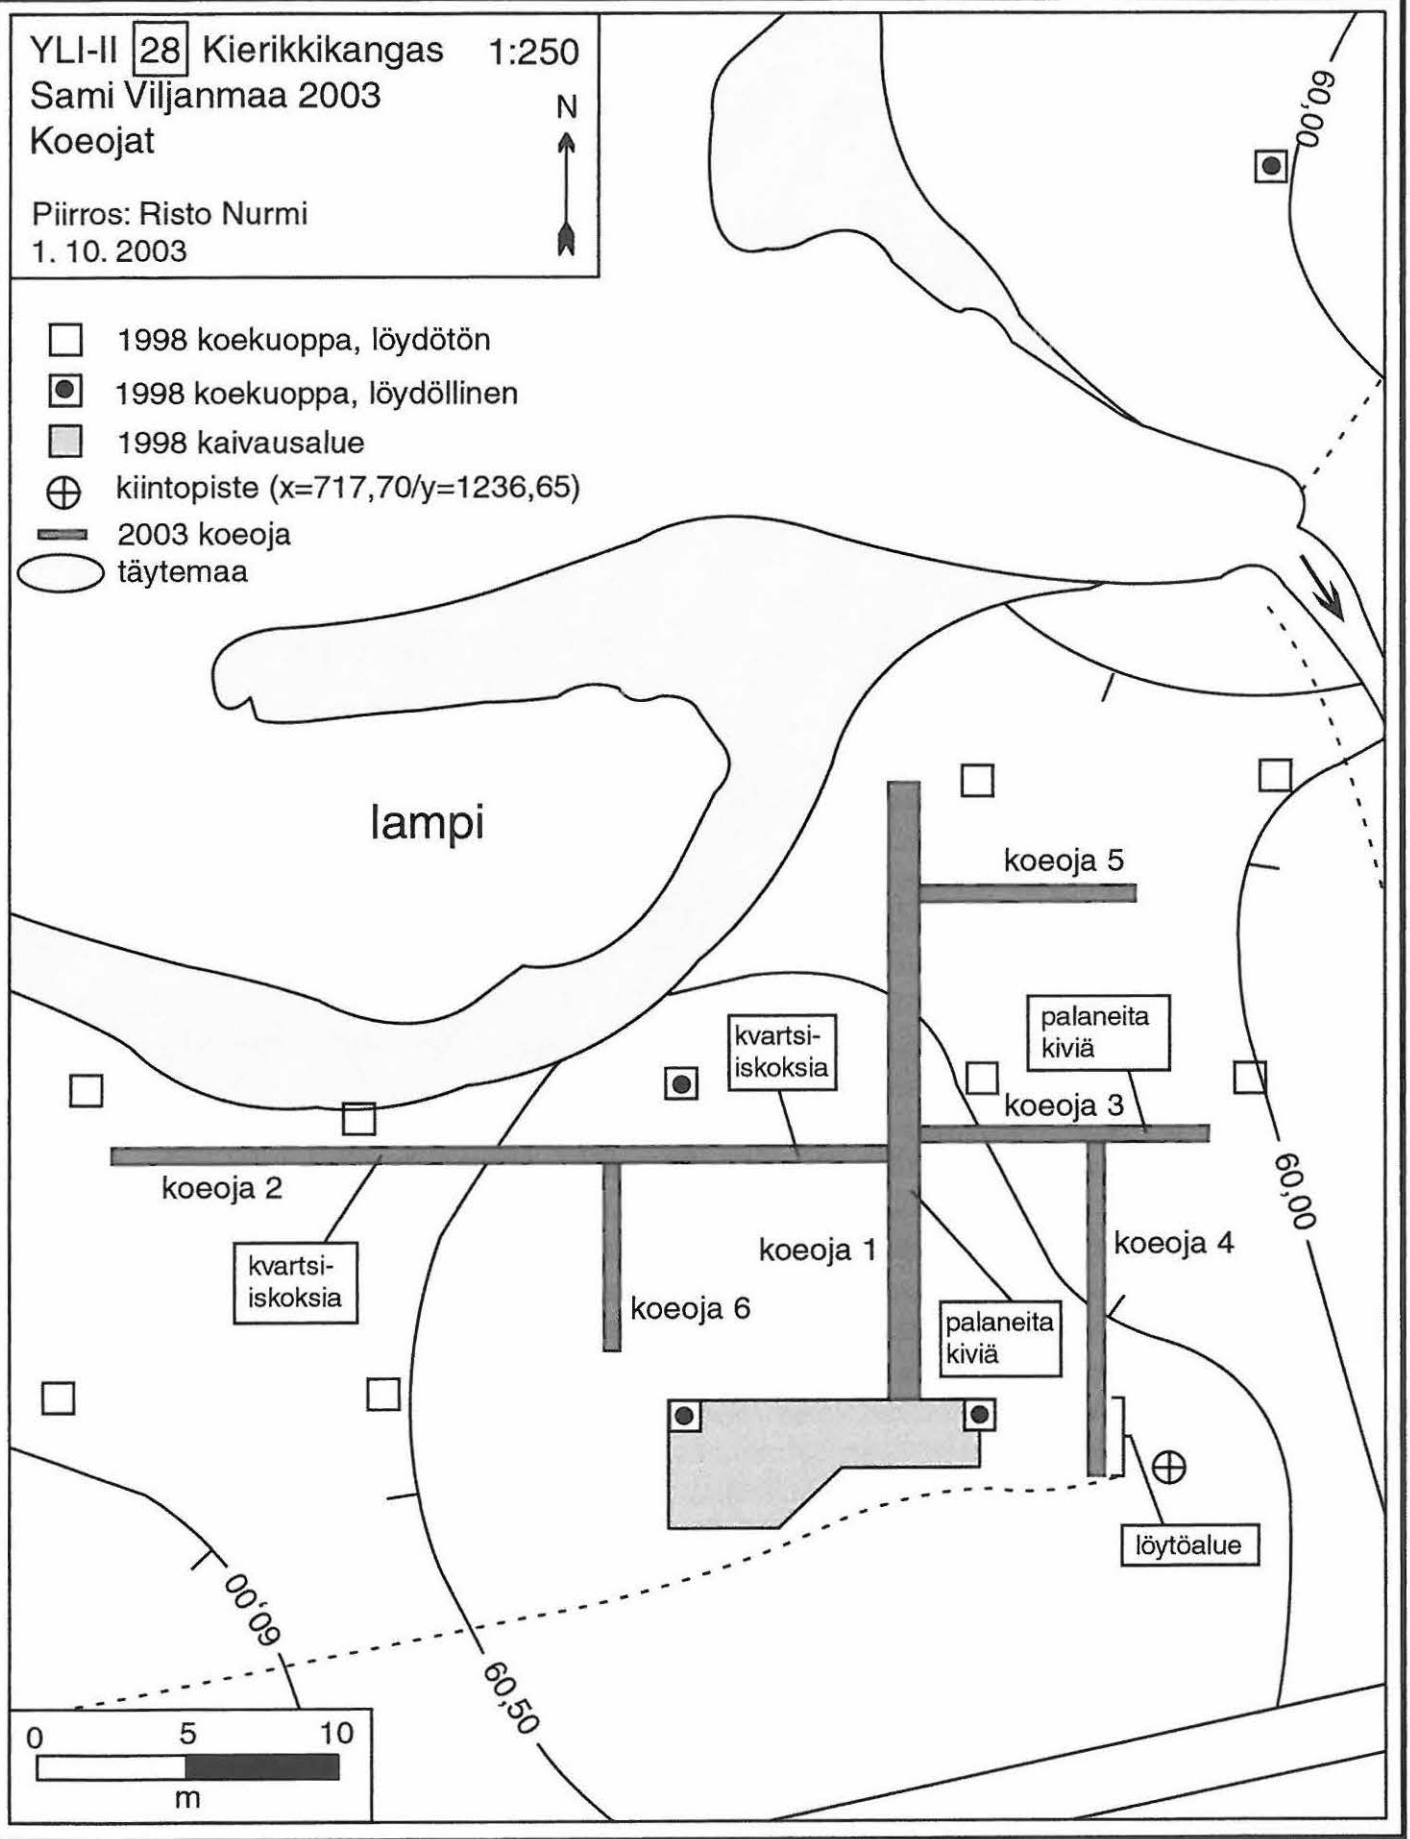 YLI-II 28 Kierikkikangas 1:250
Sami Viljanmaa 2003
Koeojat
N
Piirros: Risto Nurmi
1. 10. 2003
1998 koekuoppa, löydötön
1998 koekuoppa, löydöllinen
1998 kaivausalue
kiintopiste (x=717,70/y=1236,65)
2003 koeoja
täytemaa
60,00
lampi
koeoja 5
palaneita
kiviä
kvartsi-
iskoksia
koeoja 3
koeoja 2
60,00
kvartsi-
iskoksia
koeoja 1
koeoja 4
koeoja 6
palaneita
kiviä
löytöalue
60,00
60,50
0 5 10
m